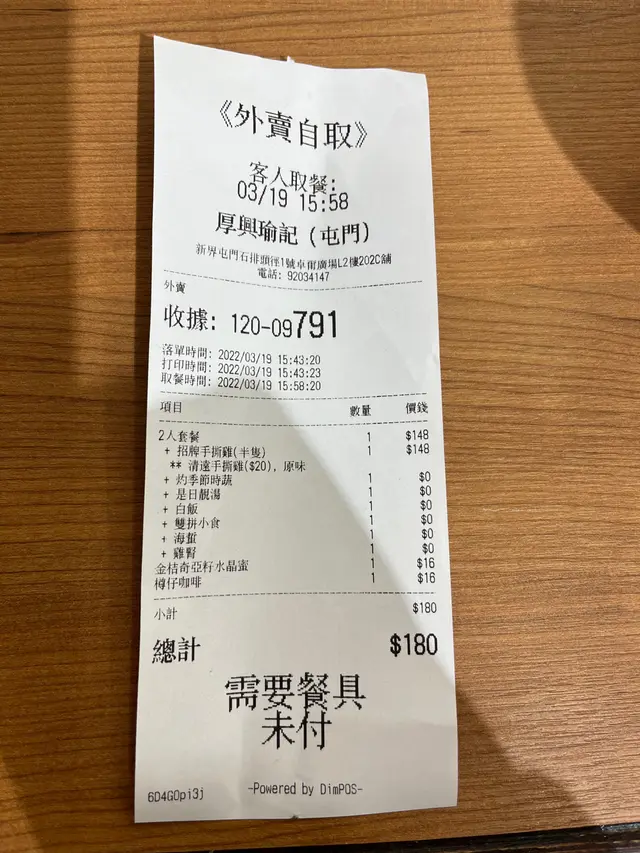 《外賣自取》
客人取餐:
03/19 15:58
厚興瑜記 (屯門)
新界屯門石排頭徑1號卓爾廣場L2樓202C舖
電話: 92034147
外賣
收據: 120-09791
落單時間: 2022/03/19 15:43:20
打印時間: 2022/03/19 15:43:23
取餐時間: 2022/03/19 15:58:20
項目 數量 價錢
2人套餐 1 $148
+ 招牌手撕雞(半隻) 1 $148
** 清遠手撕雞($20), 原味
+ 灼季節時蔬 1 $0
+ 是日靚湯 1 $0
+ 白飯 1 $0
+ 雙拼小食 1 $0
+ 海蜇 1 $0
+ 雞腎 1 $0
金桔奇亞籽水晶蜜 1 $16
樽仔咖啡 1 $16
小計 $180
總計 $180
需要餐具
未付
6D4G0pi3j -Powered by DimPOS-